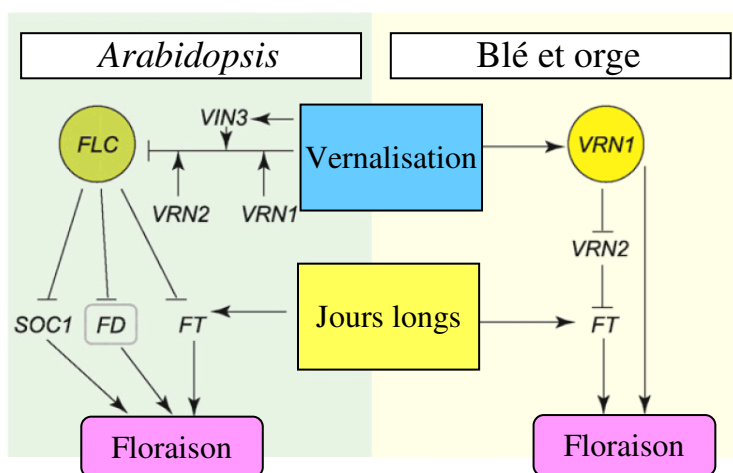 Arabidopsis
Blé et orge
VIN3
FLC
Vernalisation
VRN1
VRN2
VRN1
VRN2
Jours longs
SOC1
FD
FT
FT
Floraison
Floraison